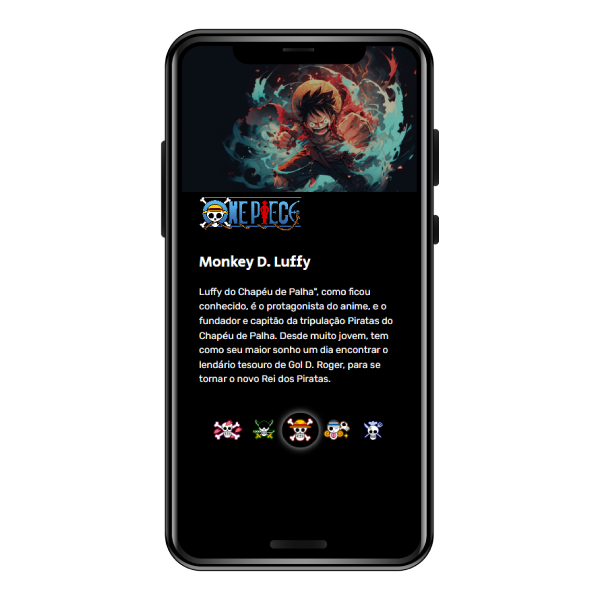 ONE PIECE
Monkey D. Luffy
Luffy do Chapéu de Palha", como ficou
conhecido, é o protagonista do anime, e o
fundador e capitão da tripulação Piratas do
Chapéu de Palha. Desde muito jovem, tem
como seu maior sonho um dia encontrar o
lendário tesouro de Gol D. Roger, para se
tornar o novo Rei dos Piratas.